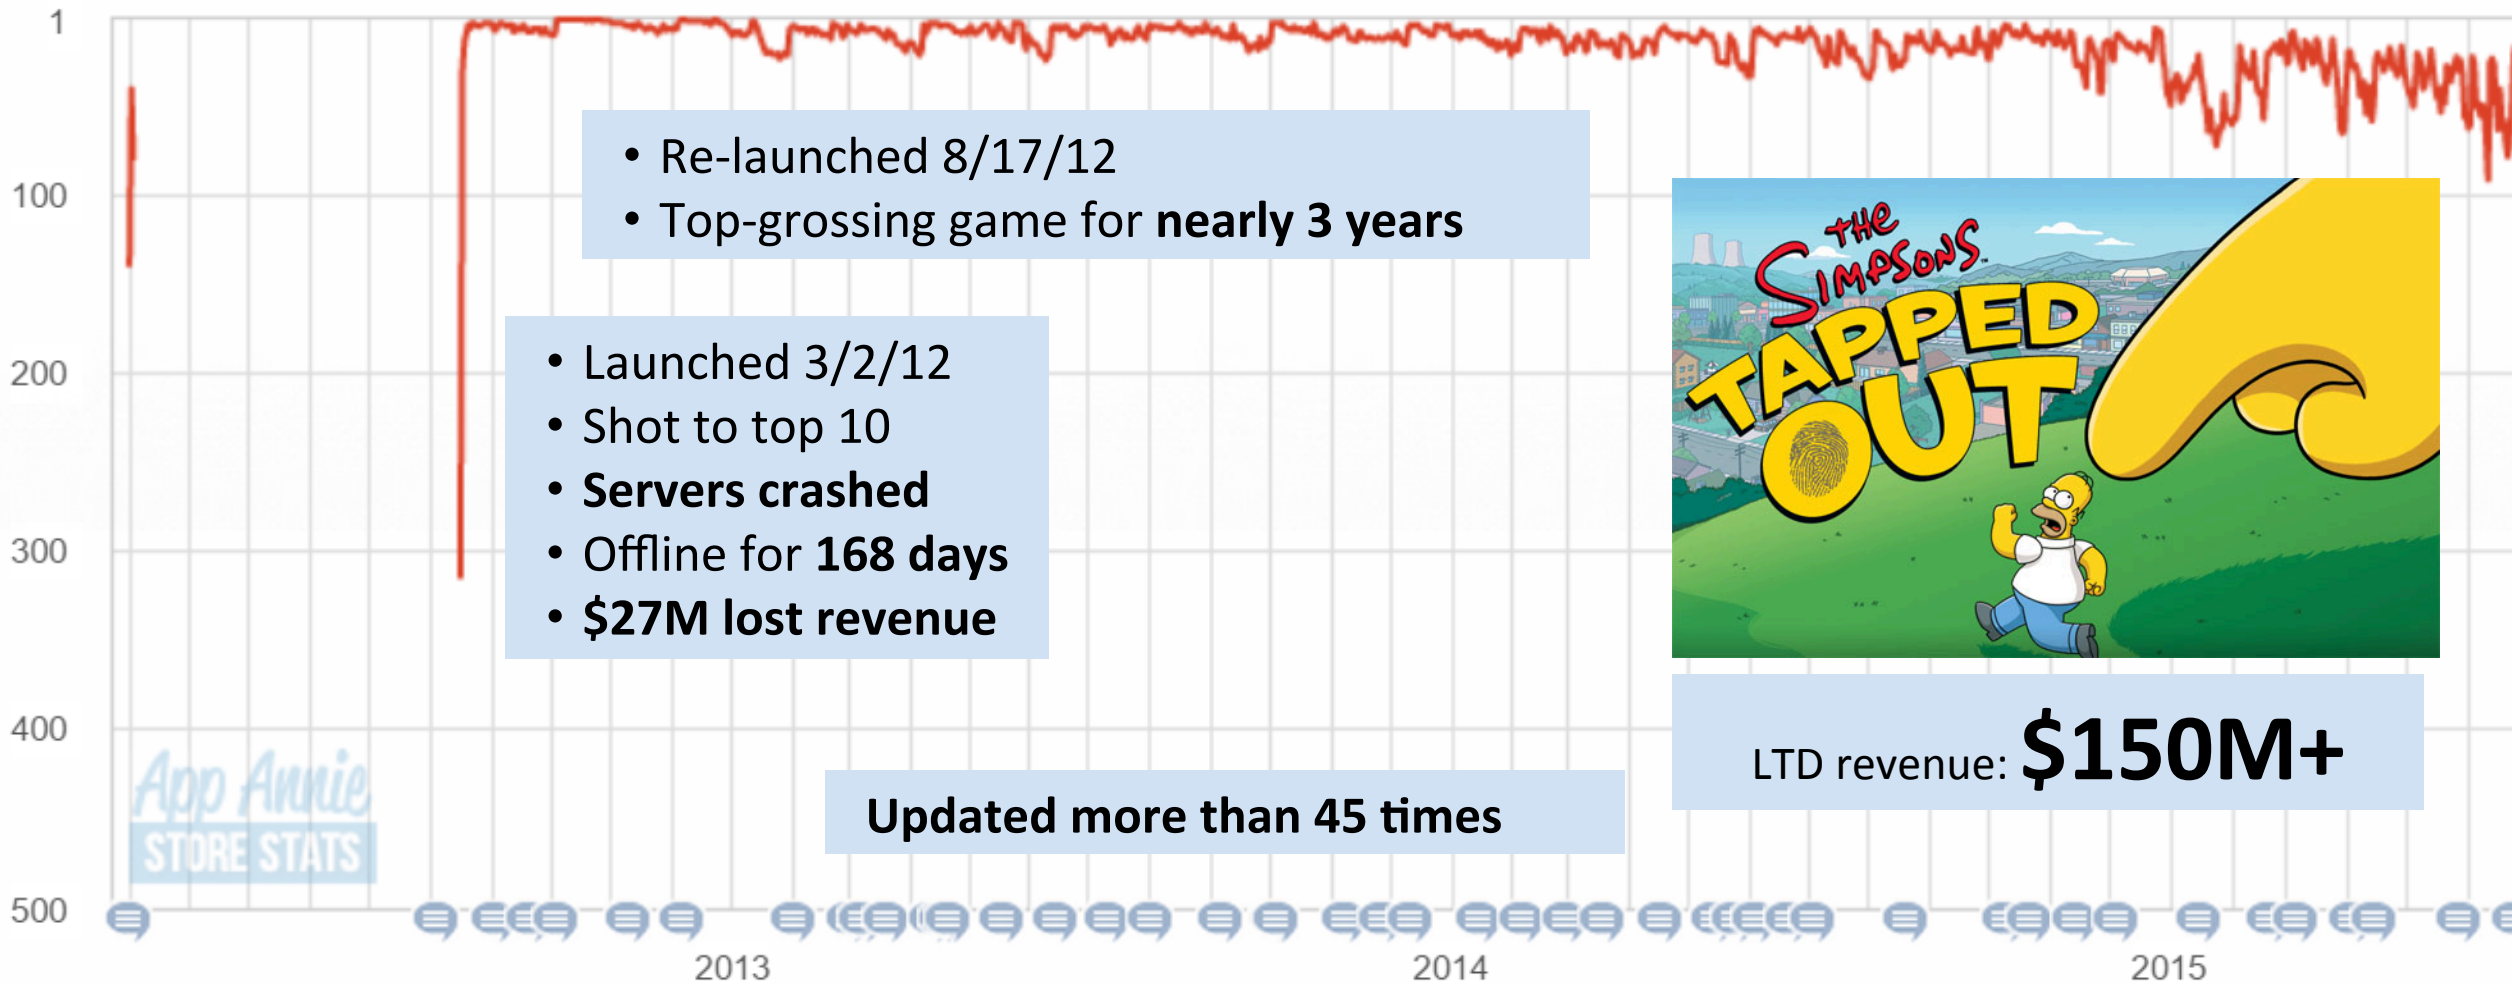 1
100
200
300
400
500
• Re-launched 8/17/12
• Top-grossing game for nearly 3 years
• Launched 3/2/12
• Shot to top 10
• Servers crashed
• Offline for 168 days
• $27M lost revenue
THE
SIMPSONS
TAPPED
OUT
LTD revenue: $150M+
Updated more than 45 times
App Annie
STORE STATS
2013
2014
2015